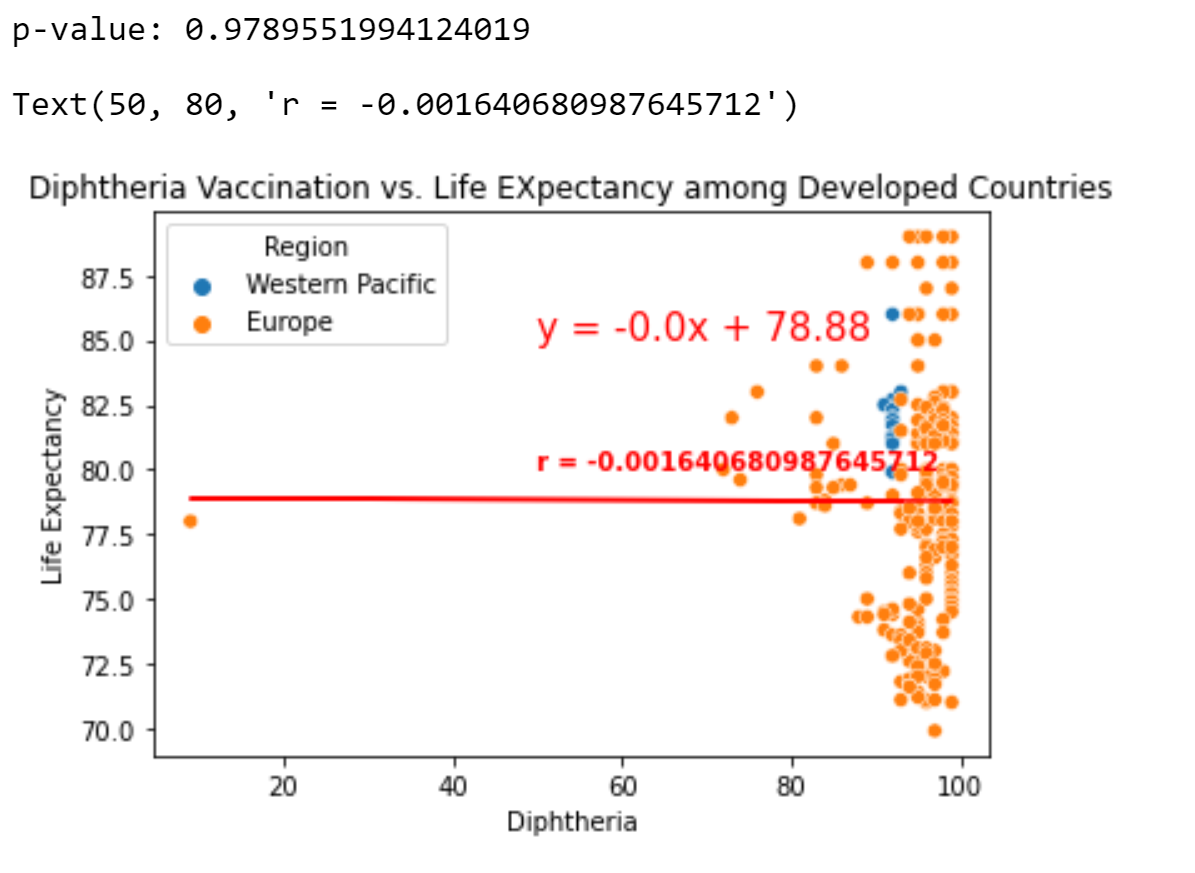 p-value: 0.9789551994124019
Text(50, 80, 'r = -0.001640680987645712')
Diphtheria Vaccination vs. Life EXpectancy among Developed Countries
Region
Western Pacific
Europe
y = -0.0x + 78.88
r = -0.001640680987645712
87.5
85.0
82.5
80.0
77.5
75.0
72.5
70.0
Life Expectancy
20 40 60 80 100
Diphtheria